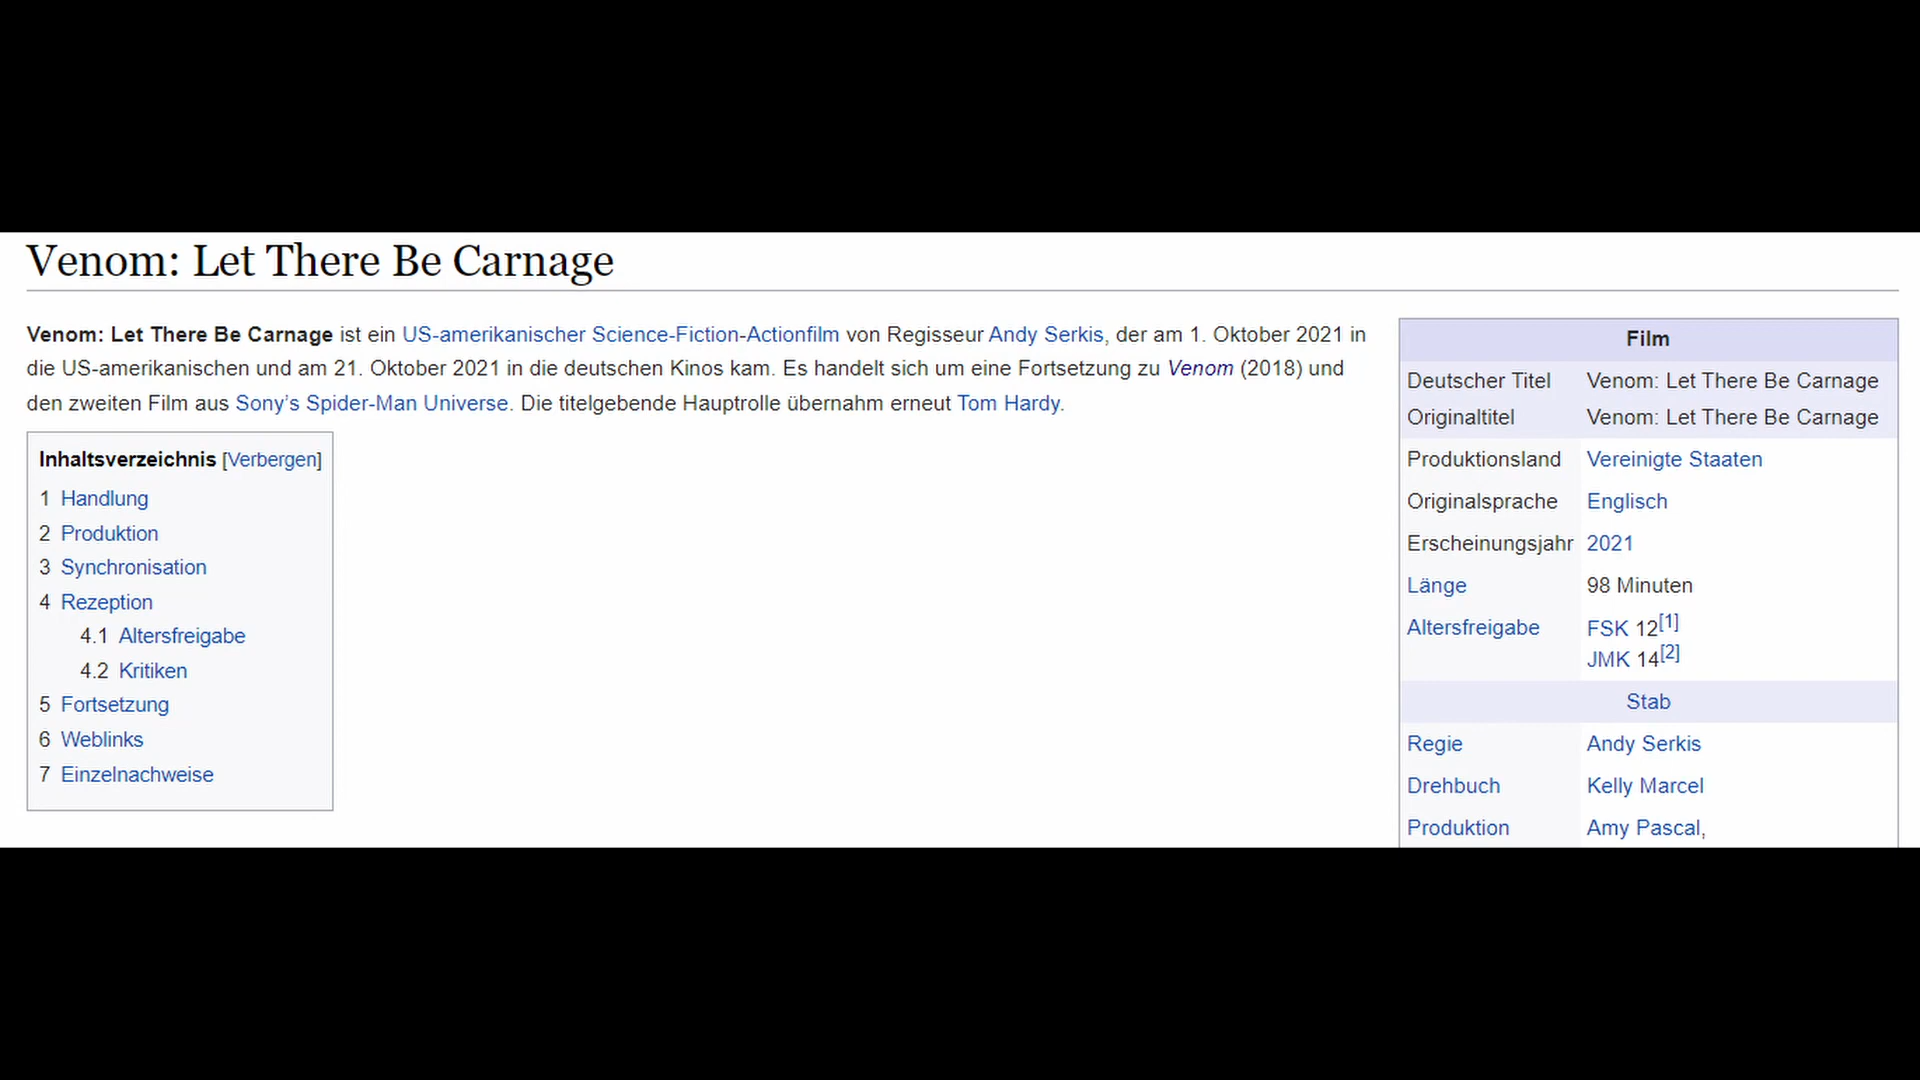 Venom: Let There Be Carnage
Venom: Let There Be Carnage ist ein US-amerikanischer Science-Fiction-Actionfilm von Regisseur Andy Serkis, der am 1. Oktober 2021 in
die US-amerikanischen und am 21. Oktober 2021 in die deutschen Kinos kam. Es handelt sich um eine Fortsetzung zu Venom (2018) und
den zweiten Film aus Sony’s Spider-Man Universe. Die titelgebende Hauptrolle übernahm erneut Tom Hardy.
Inhaltsverzeichnis [Verbergen]
1 Handlung
2 Produktion
3 Synchronisation
4 Rezeption
4.1 Altersfreigabe
4.2 Kritiken
5 Fortsetzung
6 Weblinks
7 Einzelnachweise
Film
Deutscher Titel Venom: Let There Be Carnage
Originaltitel Venom: Let There Be Carnage
Produktionsland Vereinigte Staaten
Originalsprache Englisch
Erscheinungsjahr 2021
Länge 98 Minuten
Altersfreigabe FSK 12[1]
JMK 14[2]
Stab
Regie Andy Serkis
Drehbuch Kelly Marcel
Produktion Amy Pascal,